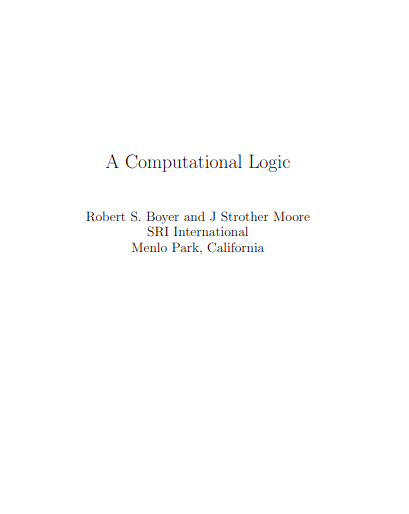 A Computational Logic
Robert S. Boyer and J Strother Moore
SRI International
Menlo Park, California